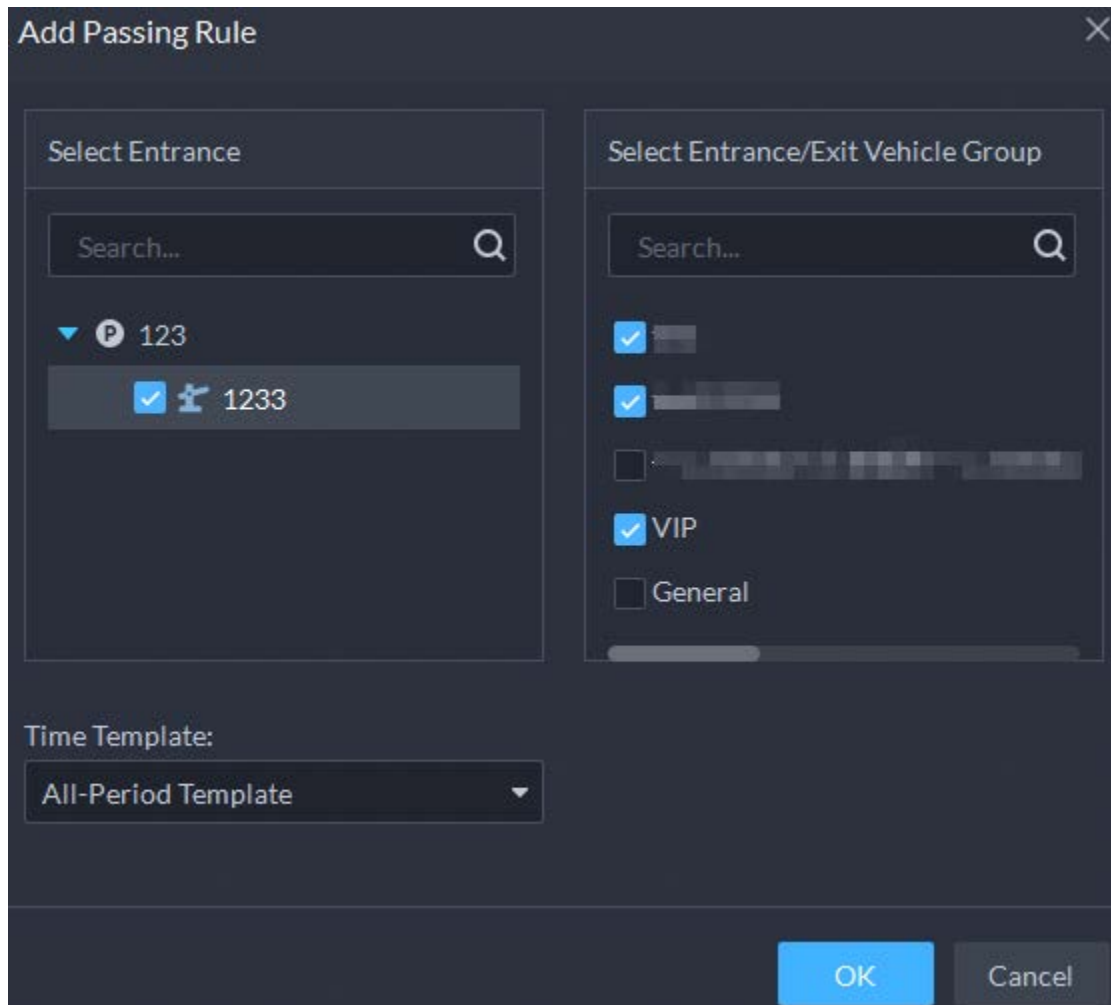 Add Passing Rule
Select Entrance
Search...
P 123
1233
Select Entrance/Exit Vehicle Group
Search...
VIP
General
Time Template:
All-Period Template
OK
Cancel